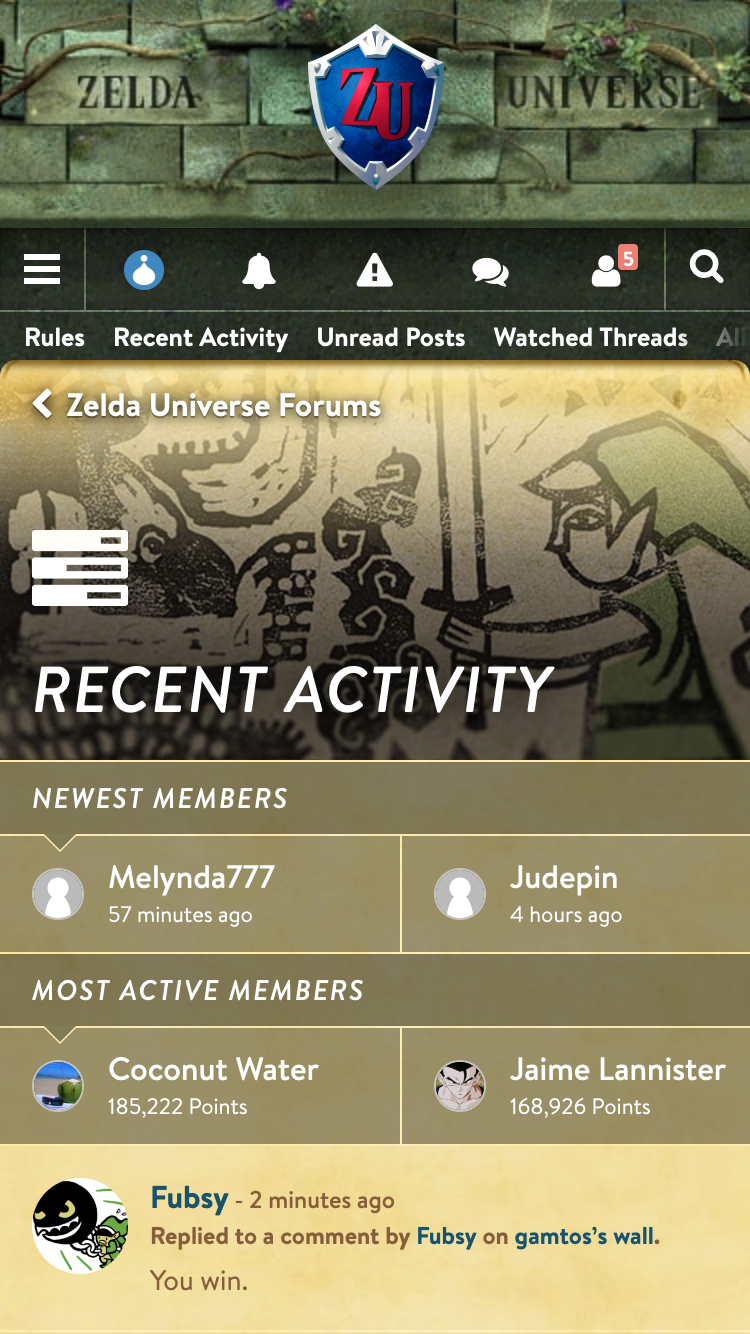 ZELDA
ZU
UNIVERSE
5
Rules Recent Activity Unread Posts Watched Threads
Zelda Universe Forums
RECENT ACTIVITY
NEWEST MEMBERS
Melynda777
57 minutes ago
Judepin
4 hours ago
MOST ACTIVE MEMBERS
Coconut Water
185,222 Points
Jaime Lannister
168,926 Points
Fubsy - 2 minutes ago
Replied to a comment by Fubsy on gamtos’s wall.
You win.